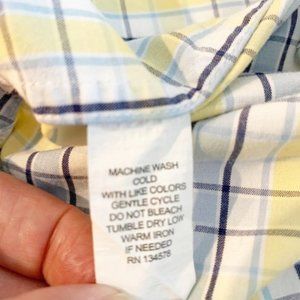 MACHINE WASH
COLD
WITH LIKE COLORS
GENTLE CYCLE
DO NOT BLEACH
TUMBLE DRY LOW
WARM IRON
IF NEEDED
RN 134578